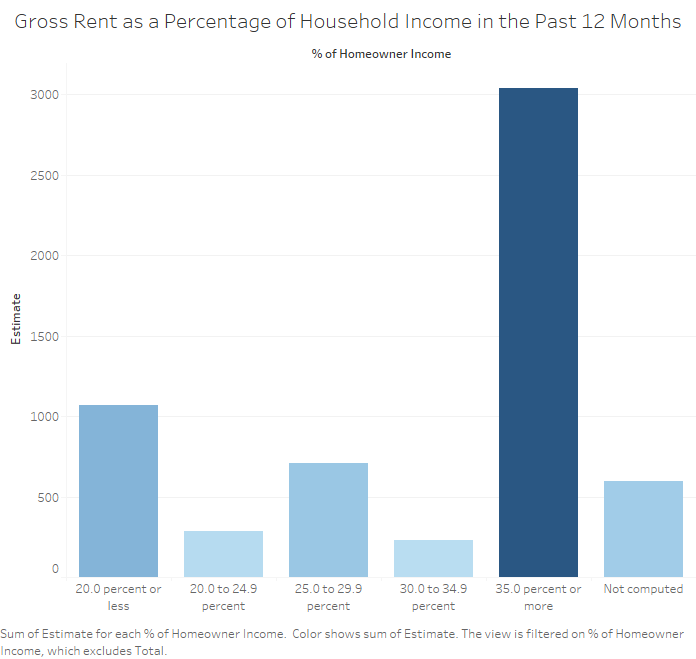 Gross Rent as a Percentage of Household Income in the Past 12 Months
% of Homeowner Income
3000
2500
2000
1500
1000
500
0
Estimate
20.0 percent or
less
20.0 to 24.9
percent
25.0 to 29.9
percent
30.0 to 34.9
percent
35.0 percent or
more
Not computed
Sum of Estimate for each % of Homeowner Income.  Color shows sum of Estimate. The view is filtered on % of Homeowner
Income, which excludes Total.